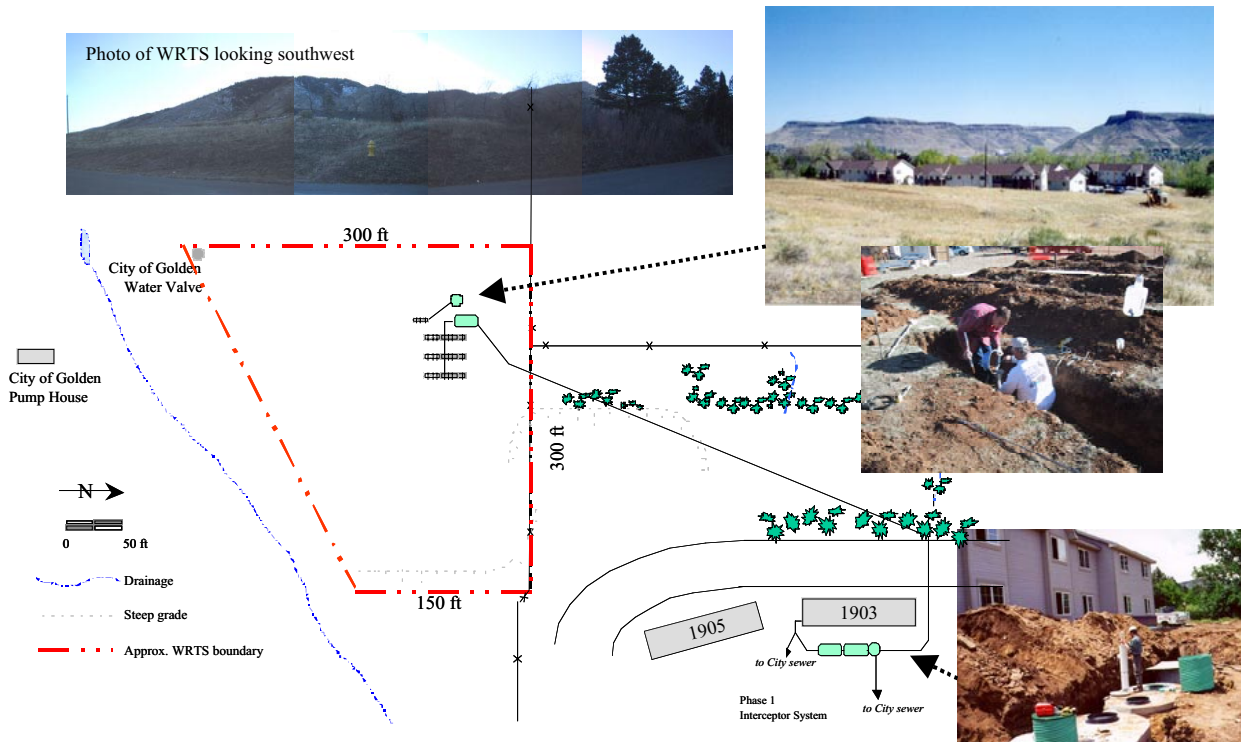 Photo of WRTS looking southwest
300 ft
City of Golden
Water Valve
City of Golden
Pump House
300 ft
N
0 50 ft
Drainage
Steep grade
Approx. WRTS boundary
150 ft
1905
1903
to City sewer
to City sewer
Phase 1
Interceptor System